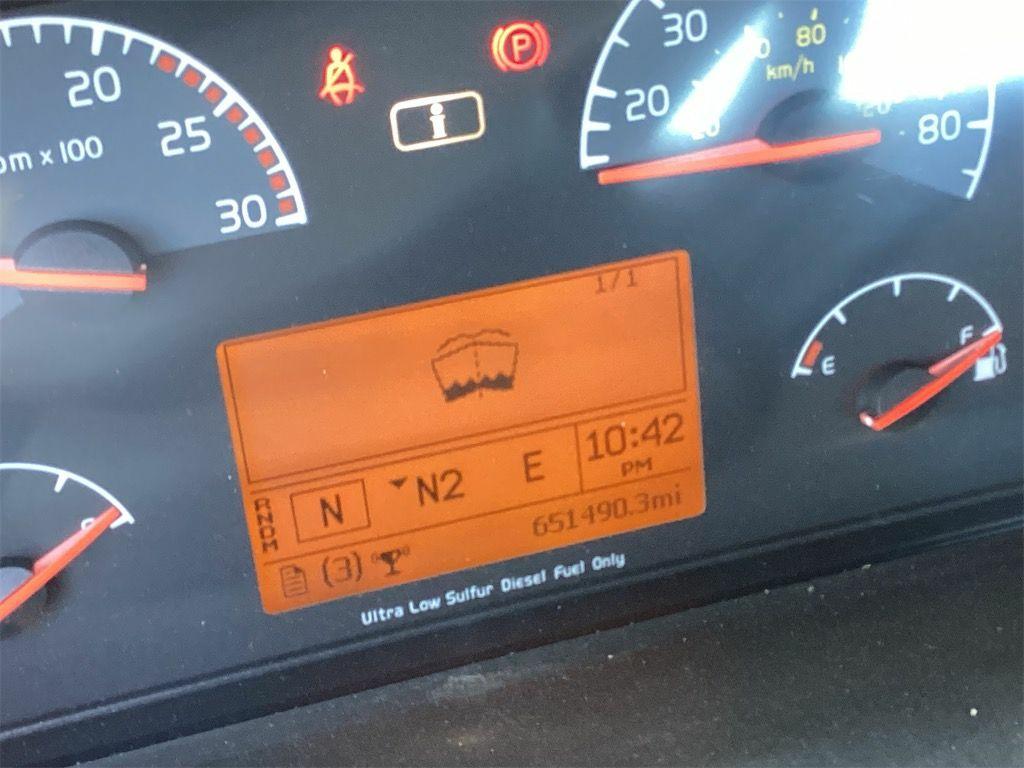 20
25
30
x 100
P
i
30
20
80
km/h
20
80
1/1
E
F
R
N
D
M
N
N2
E
10:42
PM
651490.3mi
(3)
Ultra Low Sulfur Diesel Fuel Only